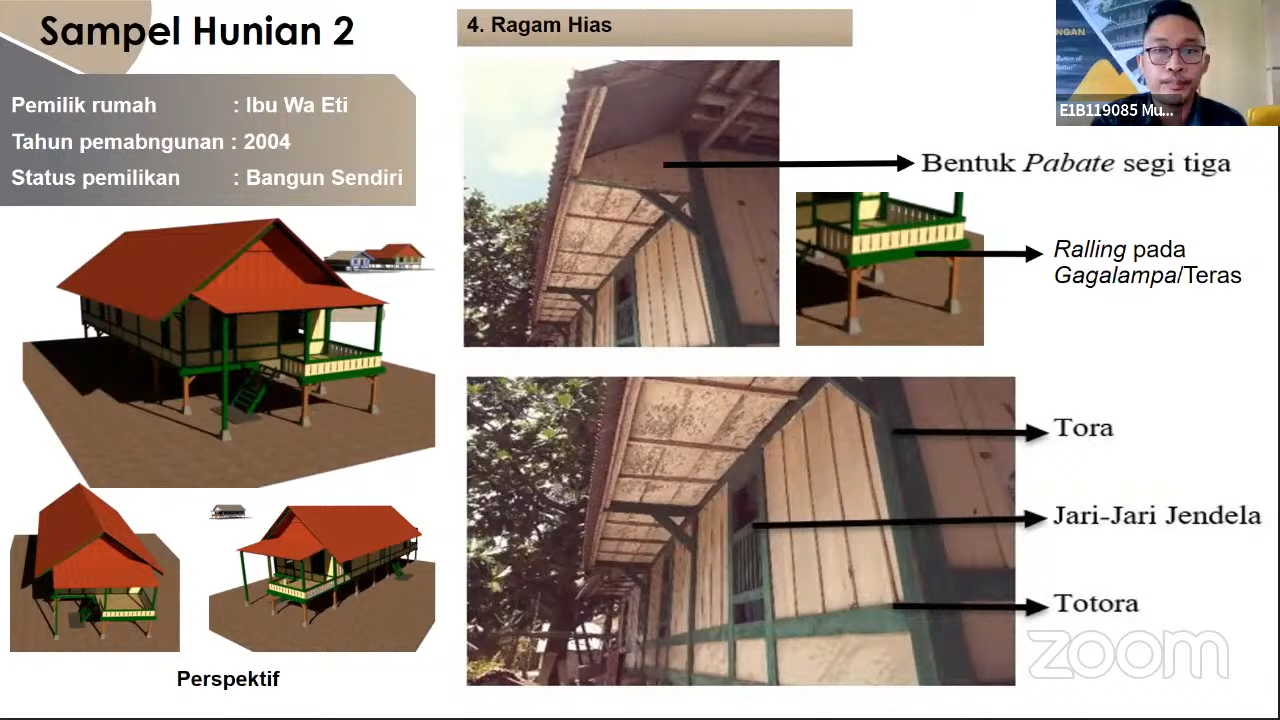 Sampel Hunian 2
Pemilik rumah : Ibu Wa Eti
Tahun pemabngunan : 2004
Status pemilikan : Bangun Sendiri
Perspektif
4. Ragam Hias
Bentuk Pabate segi tiga
Ralling pada
Gagalampa/Teras
Tora
Jari-Jari Jendela
Totora
zoom
NGAN
E1B119085 Mu...